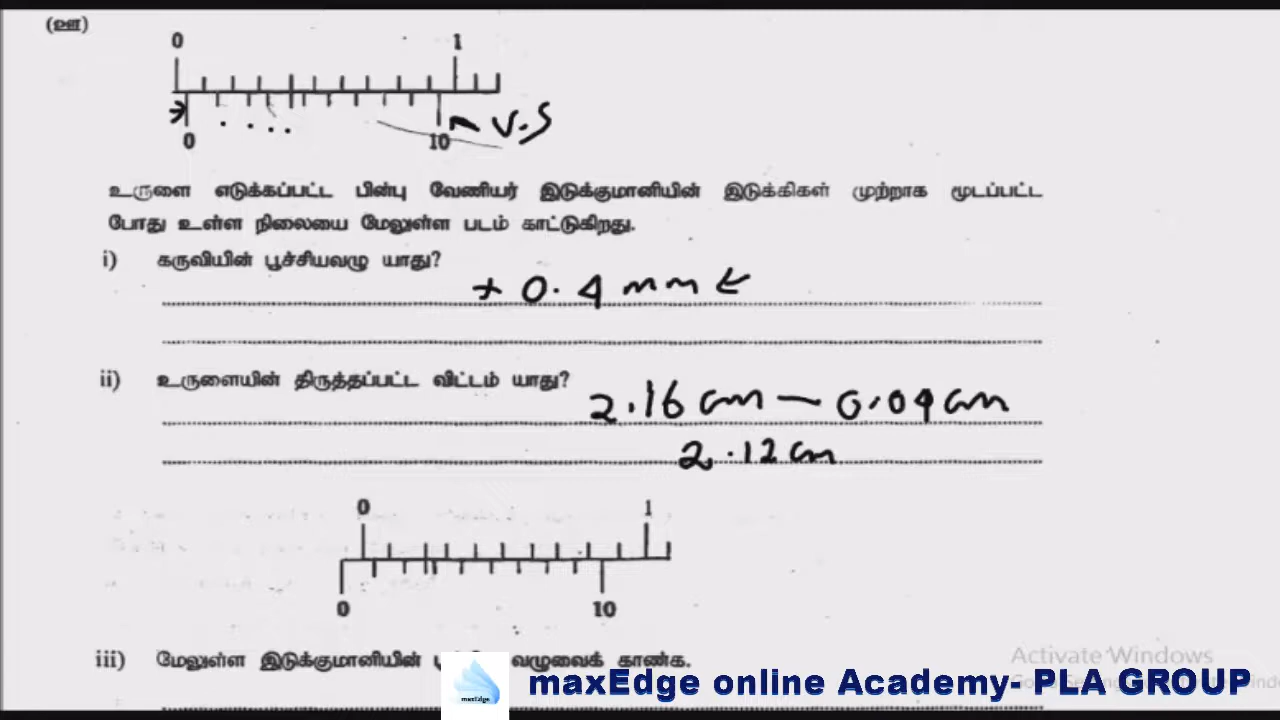 (ஊ)
0 1
0 10 V.S
உருளை எடுக்கப்பட்ட பின்பு வேணியர் இடுக்குமானியின் இடுக்கிகள் முற்றாக மூடப்பட்ட
போது உள்ள நிலையை மேலுள்ள படம் காட்டுகிறது.
i) கருவியின் பூச்சியவழு யாது?
+ 0.4 mm
ii) உருளையின் திருத்தப்பட்ட விட்டம் யாது?
2.16 cm — 0.04 cm
2.12 cm
0 1
0 10
iii) மேலுள்ள இடுக்குமானியின் வழுவைக் காண்க.
Activate Windows
maxEdge
maxEdge online Academy- PLA GROUP